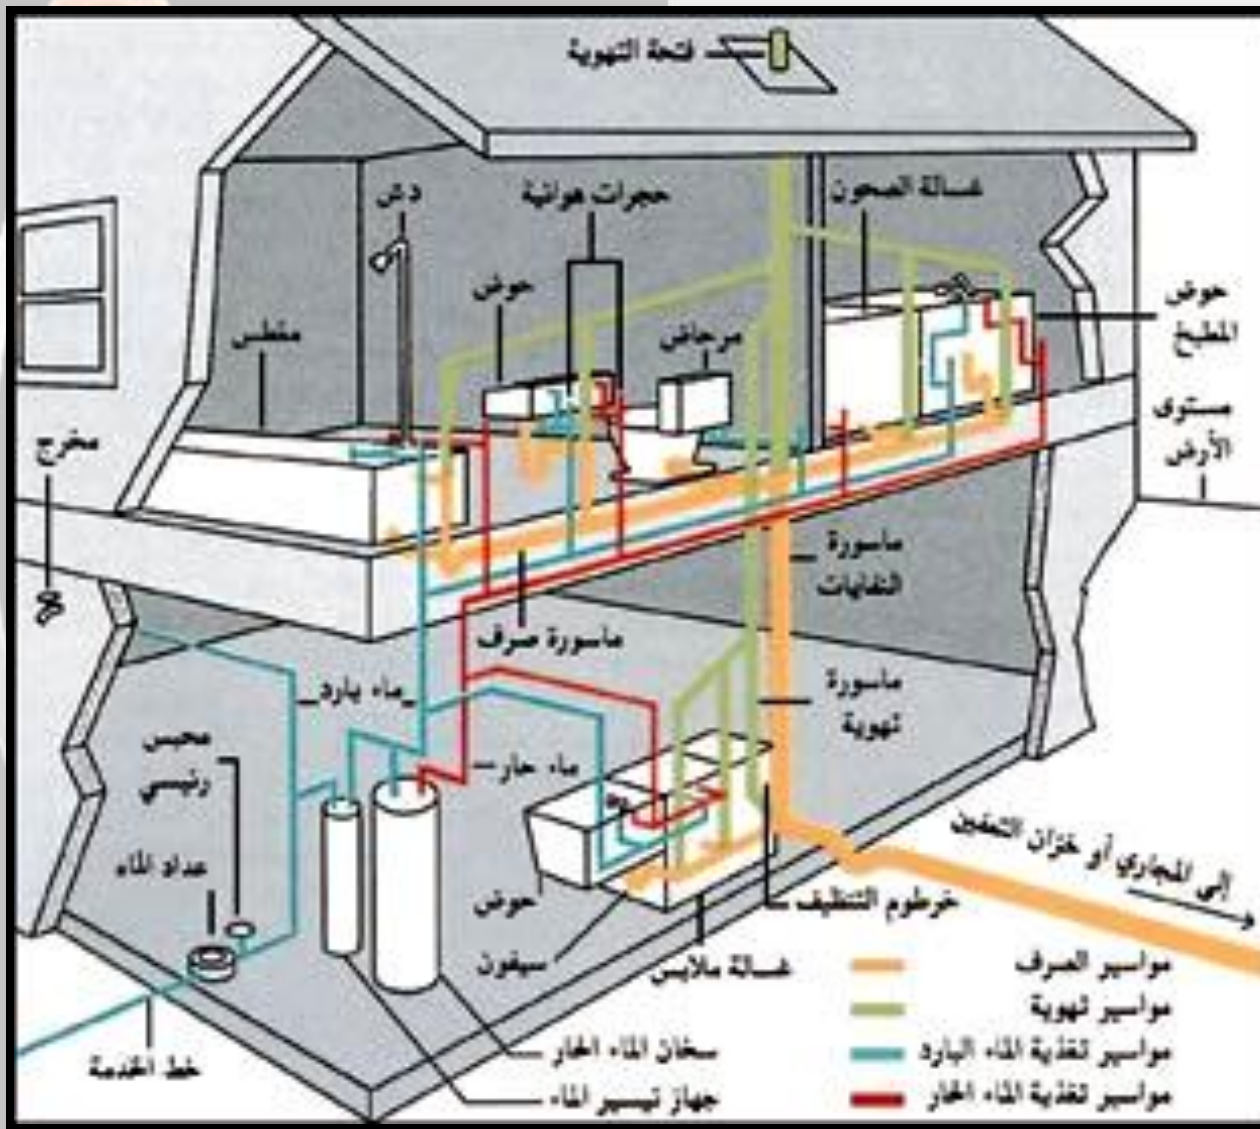 فتحة التهوية
دش
حجرات هوائية
غسالة الصحون
حوض
مغطس
مرحاض
حوض
المطبخ
مخرج
مستوى
الأرض
ماسورة
النفايات
ماسورة صرف
ماء بارد
ماسورة
تهوية
محبس
رئيسي
ماء حار
عداد الماء
إلى المجاري أو خزان التعفين
حوض
خرطوم التنظيف
سيفون
غسالة ملابس
خط الخدمة
سخان الماء الحار
جهاز تيسير الماء
مواسير الصرف
مواسير تهوية
مواسير تغذية الماء البارد
مواسير تغذية الماء الحار